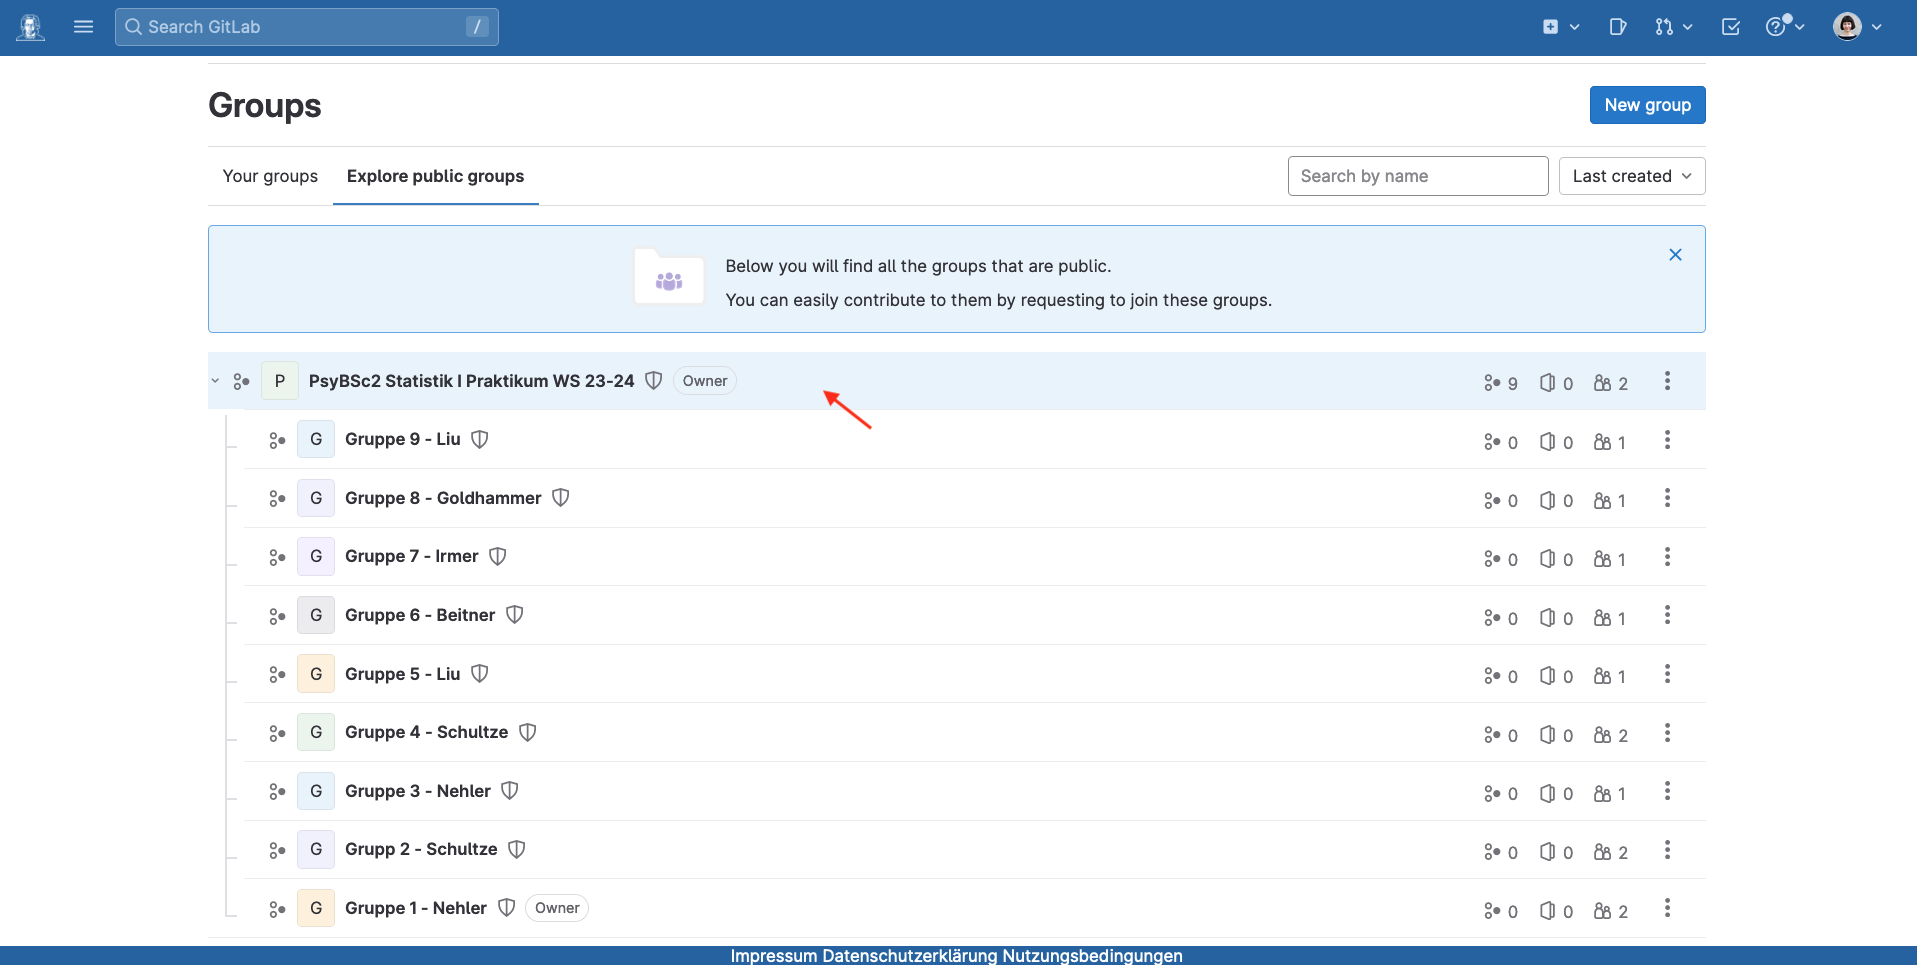 Search GitLab /
Groups
New group
Your groups Explore public groups Search by name Last created
Below you will find all the groups that are public.
You can easily contribute to them by requesting to join these groups.
P PsyBSc2 Statistik I Praktikum WS 23-24 Owner 9 0 2
G Gruppe 9 - Liu 0 0 1
G Gruppe 8 - Goldhammer 0 0 1
G Gruppe 7 - Irmer 0 0 1
G Gruppe 6 - Beitner 0 0 1
G Gruppe 5 - Liu 0 0 1
G Gruppe 4 - Schultze 0 0 2
G Gruppe 3 - Nehler 0 0 1
G Grupp 2 - Schultze 0 0 2
G Gruppe 1 - Nehler Owner 0 0 2
Impressum Datenschutzerklärung Nutzungsbedingungen